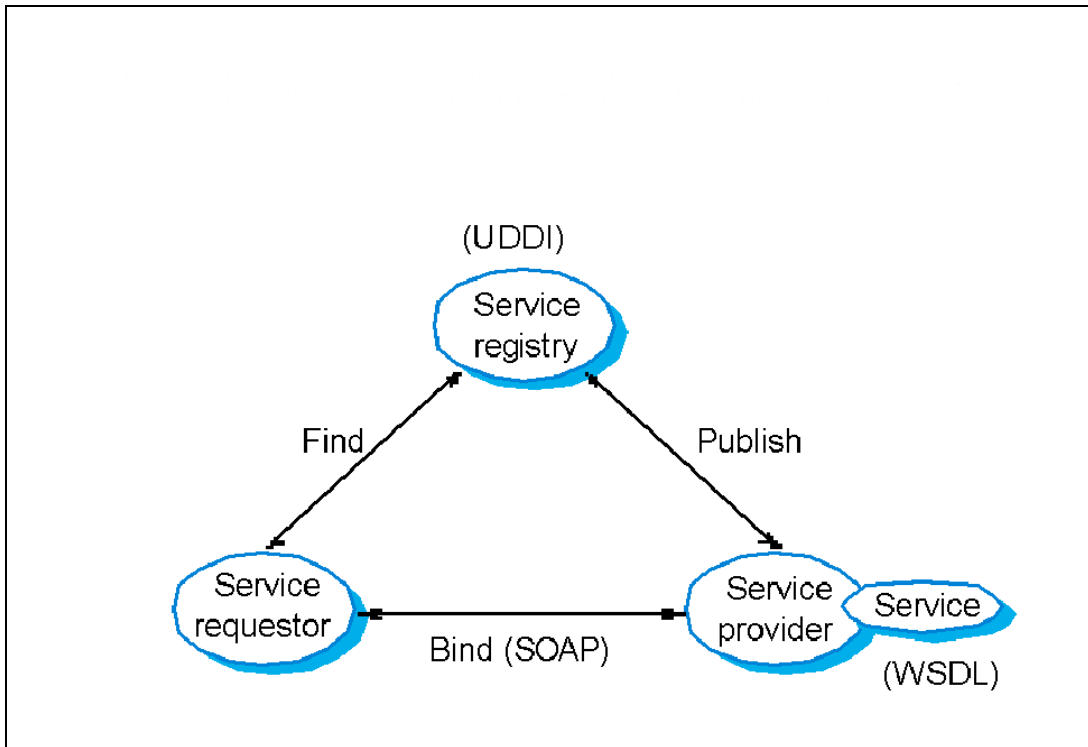 (UDDI)
Service
registry
Find
Publish
Service
requestor
Bind (SOAP)
Service
provider
Service
(WSDL)